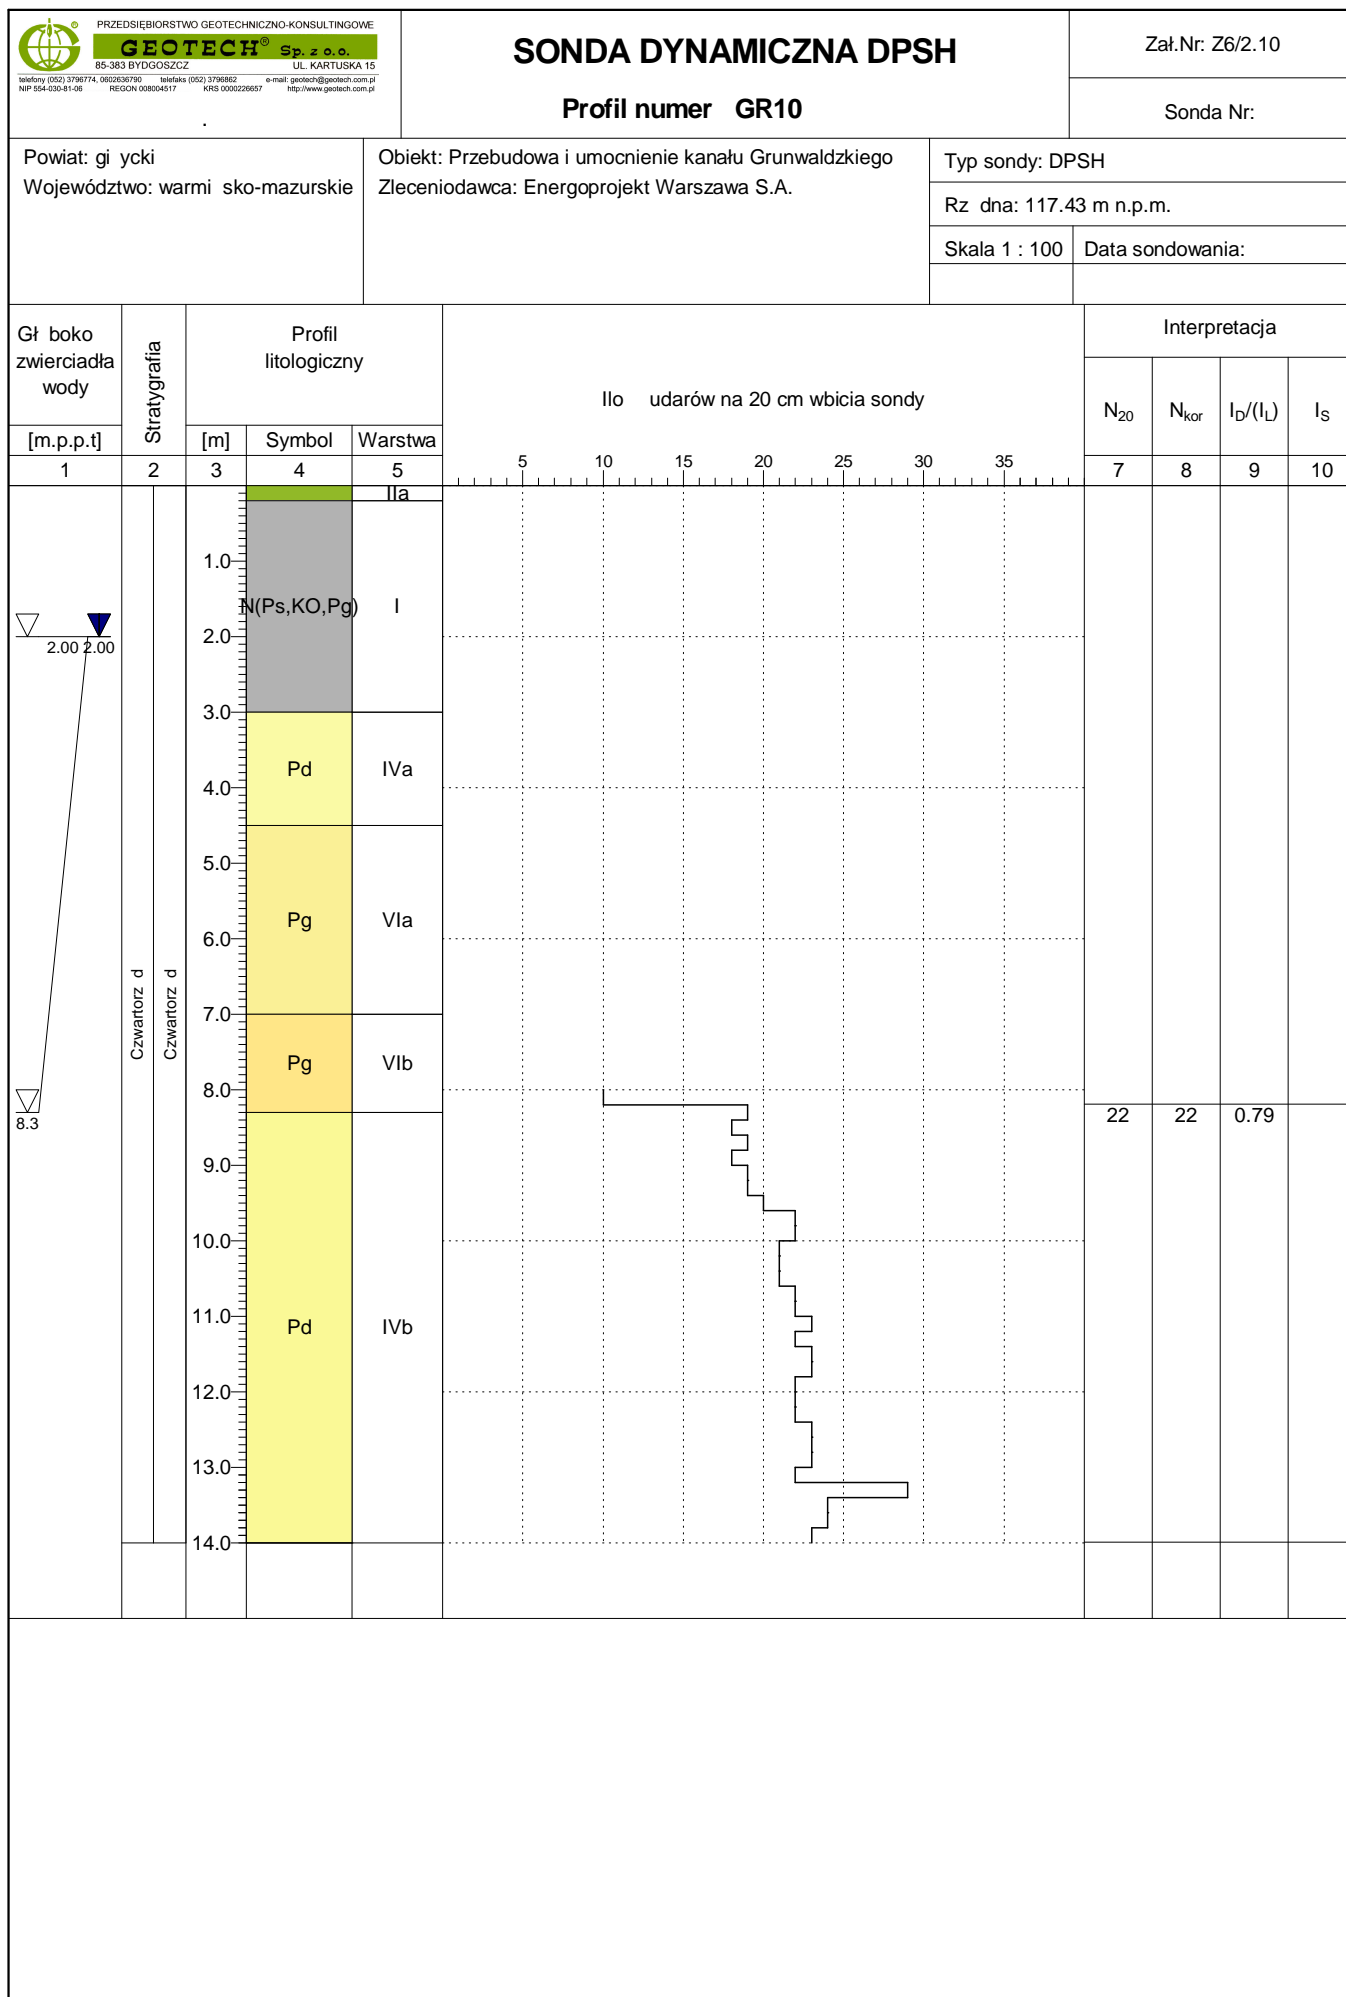 PRZEDSIĘBIORSTWO GEOTECHNICZNO-KONSULTINGOWE
GEOTECH® Sp. z o.o.
85-383 BYDGOSZCZ UL. KARTUSKA 15
telefony (052) 3796774, 0602636790 telefaks (052) 3796862 e-mail: geotech@geotech.com.pl
NIP 554-030-81-06 REGON 008004517 KRS 0000226657 http://www.geotech.com.pl
.
SONDA DYNAMICZNA DPSH
Profil numer GR10
Zał.Nr: Z6/2.10
Sonda Nr:
Powiat: gi ycki
Województwo: warmi sko-mazurskie
Obiekt: Przebudowa i umocnienie kanału Grunwaldzkiego
Zleceniodawca: Energoprojekt Warszawa S.A.
Typ sondy: DPSH
Rz dna: 117.43 m n.p.m.
Skala 1 : 100 Data sondowania:
Gł boko
zwierciadła
wody
[m.p.p.t]
Stratygrafia
Profil
litologiczny
[m] Symbol Warstwa
Ilo udarów na 20 cm wbicia sondy
Interpretacja
N20 Nkor ID/(IL) IS
1 2 3 4 5
5 10 15 20 25 30 35
7 8 9 10
IIa
1.0
N(Ps,KO,Pg) I
2.0
2.00 2.00
3.0
Pd IVa
4.0
5.0
Pg VIa
6.0
7.0
Czwartorz d
Czwartorz d
Pg VIb
8.0
8.3
22 22 0.79
9.0
10.0
11.0
Pd IVb
12.0
13.0
14.0